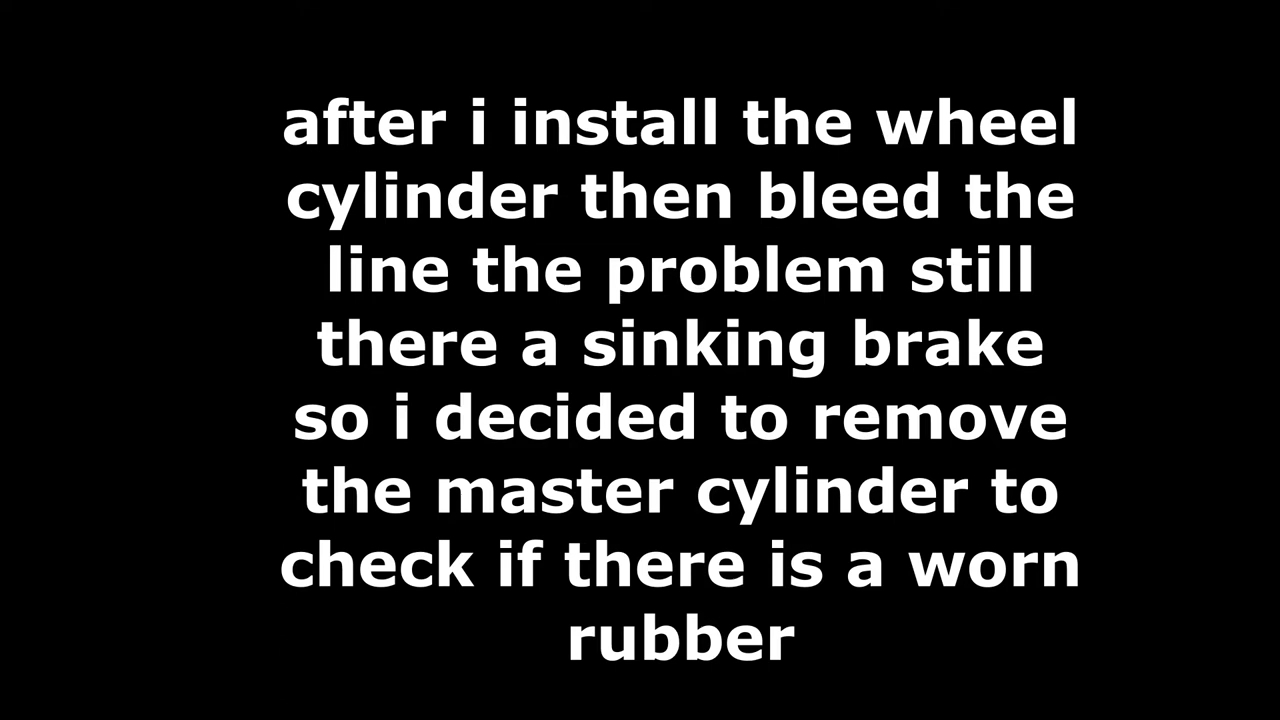 after i install the wheel
cylinder then bleed the
line the problem still
there a sinking brake
so i decided to remove
the master cylinder to
check if there is a worn
rubber